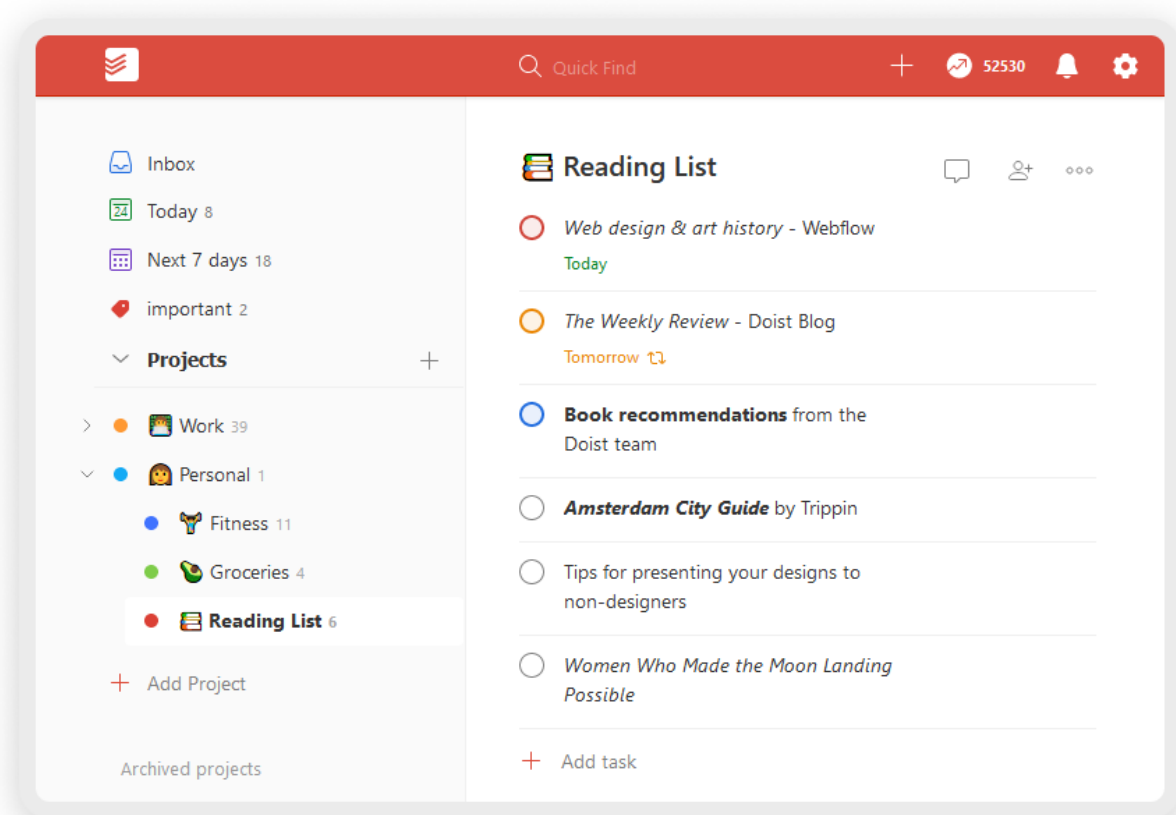 Quick Find
52530
Inbox
24
Today 8
Next 7 days 18
important 2
Projects
Work 39
Personal 1
Fitness 11
Groceries 4
Reading List 6
Add Project
Archived projects
Reading List
Web design & art history - Webflow
Today
The Weekly Review - Doist Blog
Tomorrow
Book recommendations from the
Doist team
Amsterdam City Guide by Trippin
Tips for presenting your designs to
non-designers
Women Who Made the Moon Landing
Possible
Add task